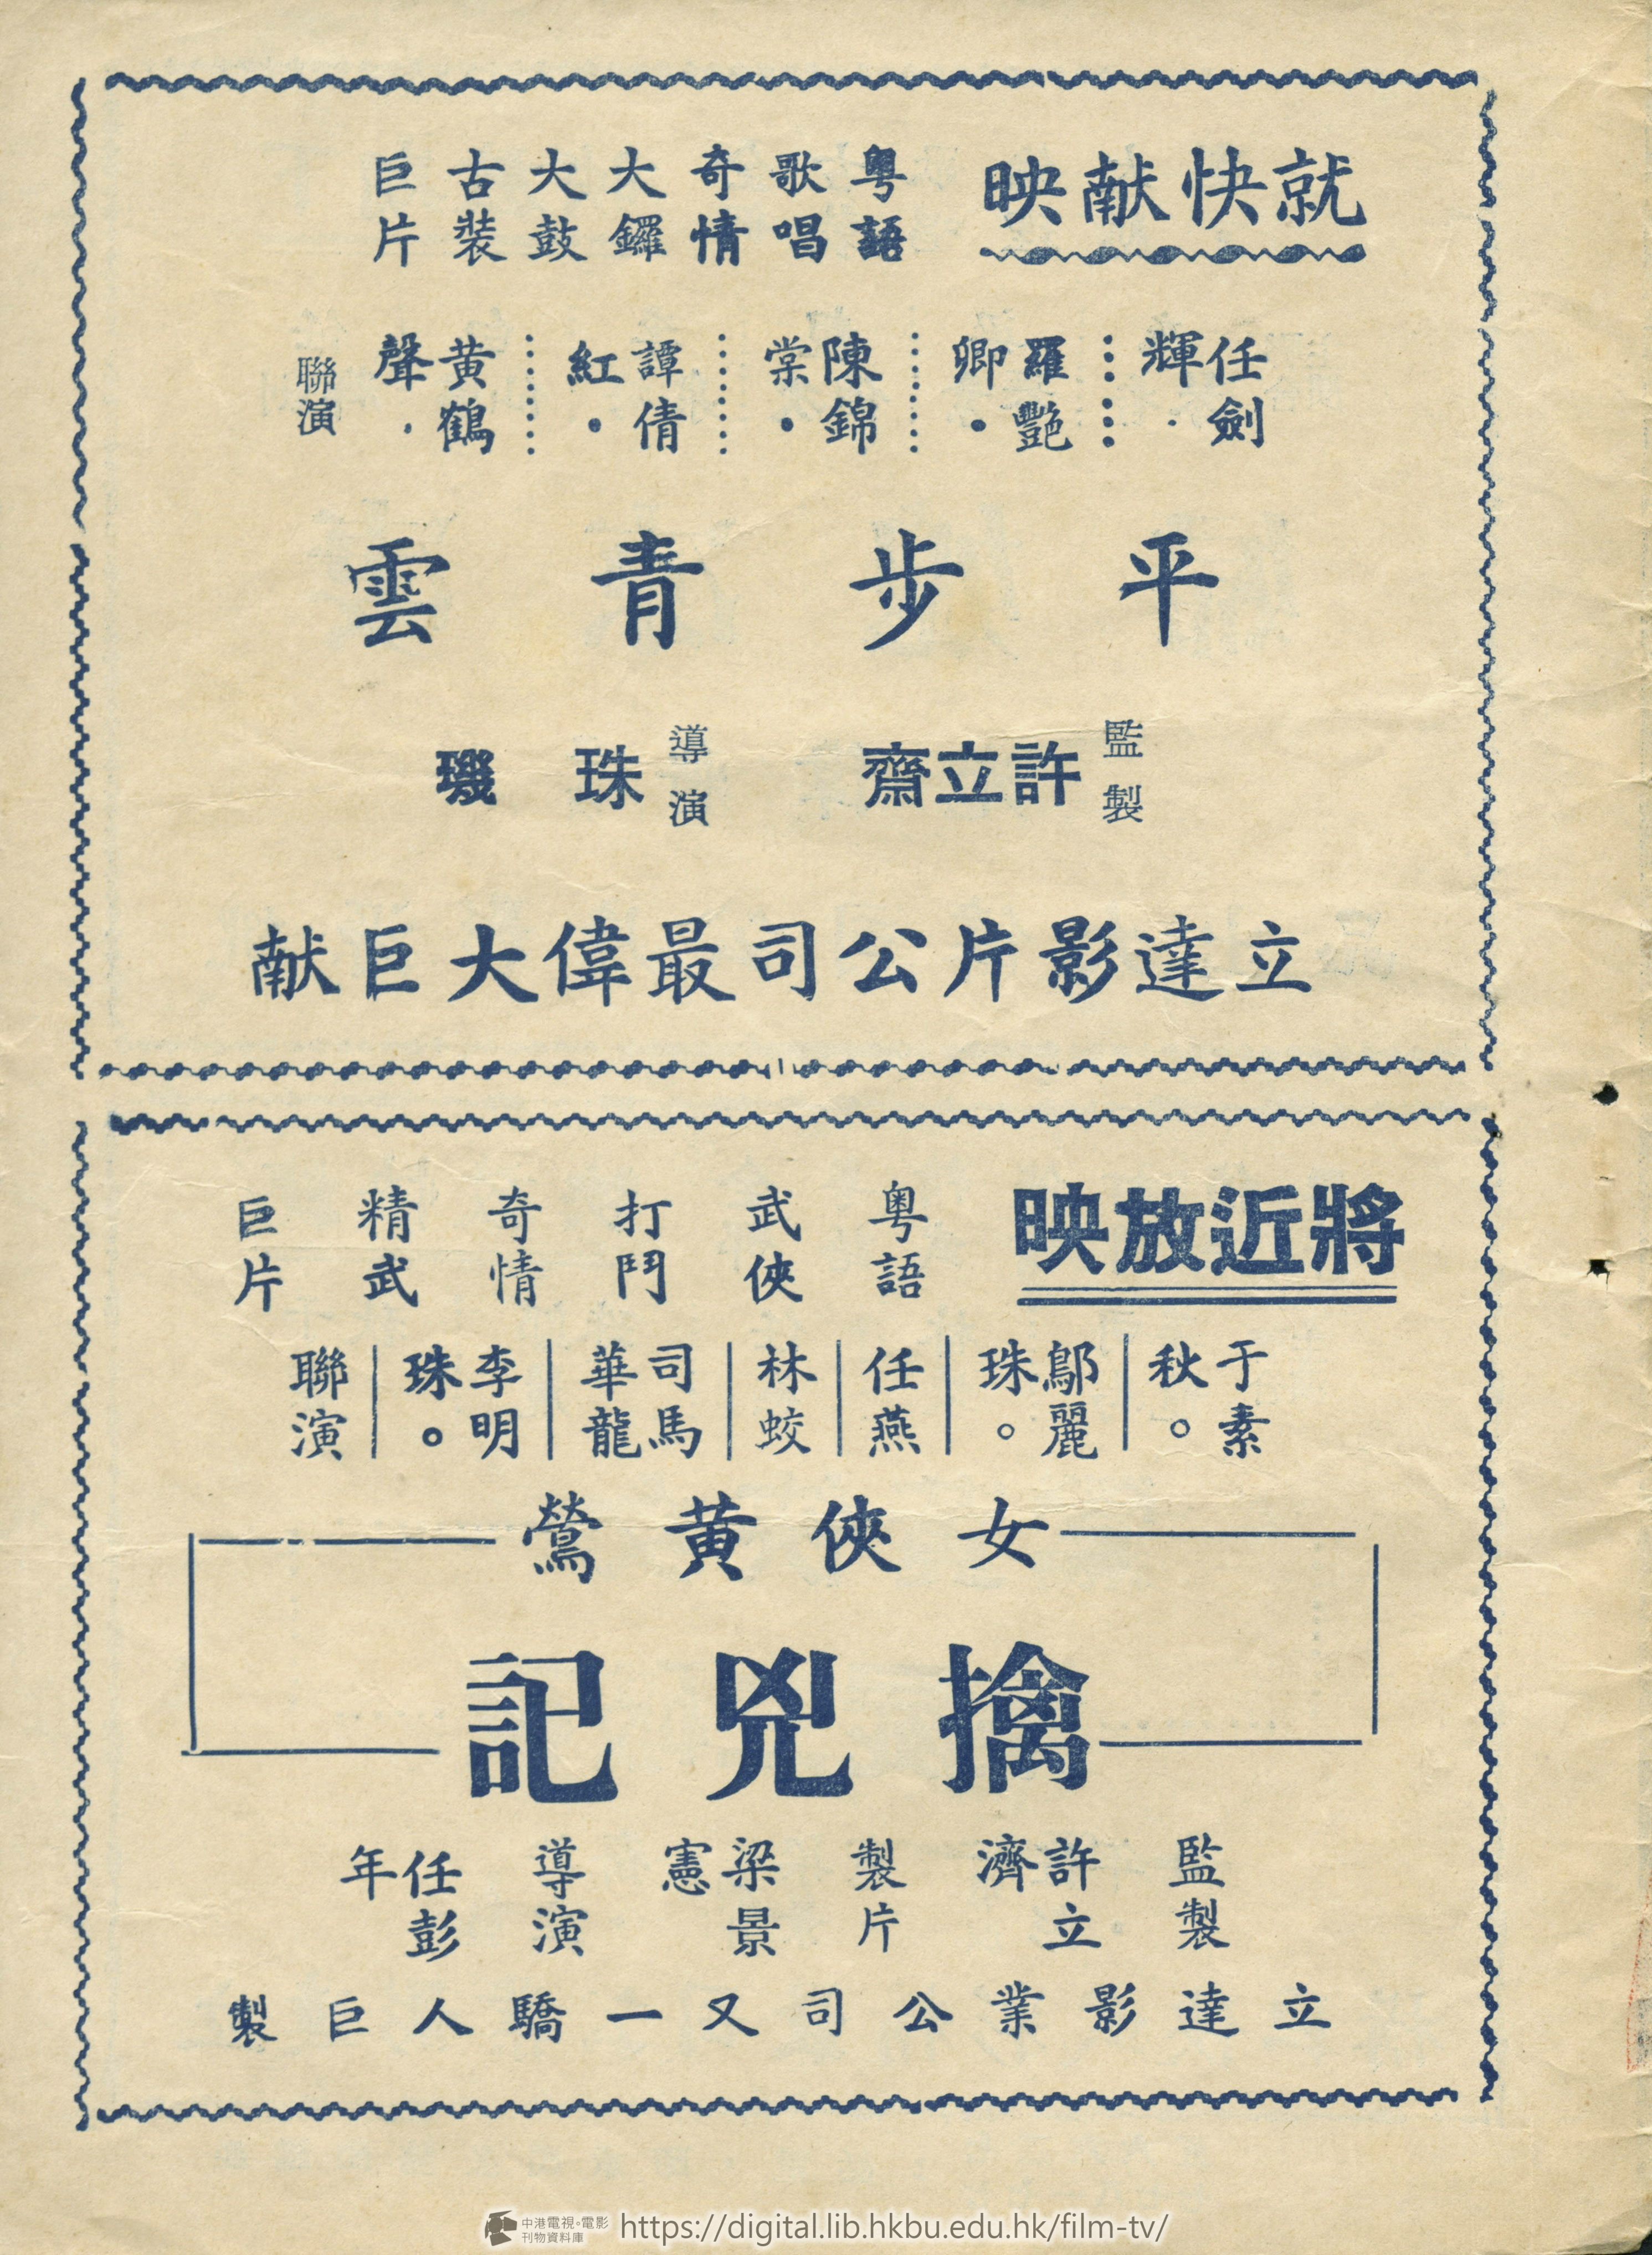 就快献映
粵語歌唱奇情大鑼大鼓古裝巨片
任劍輝．羅艷卿．陳錦棠．譚倩紅．黃鶴聲．聯演
平步青雲
監製 許立齋 導演 珠璣
立達影片公司最偉大巨献
將近放映
粵語武俠打鬥奇情精武巨片
于素秋。鄔麗珠。任燕 林蛟 司馬華龍 李明珠。聯演
女俠黃鶯
擒兇記
監製 許立濟 製片 梁景憲 導演 任彭年
立達影業公司又一驕人巨製
中港電視電影刊物資料庫 https://digital.lib.hkbu.edu.hk/film-tv/